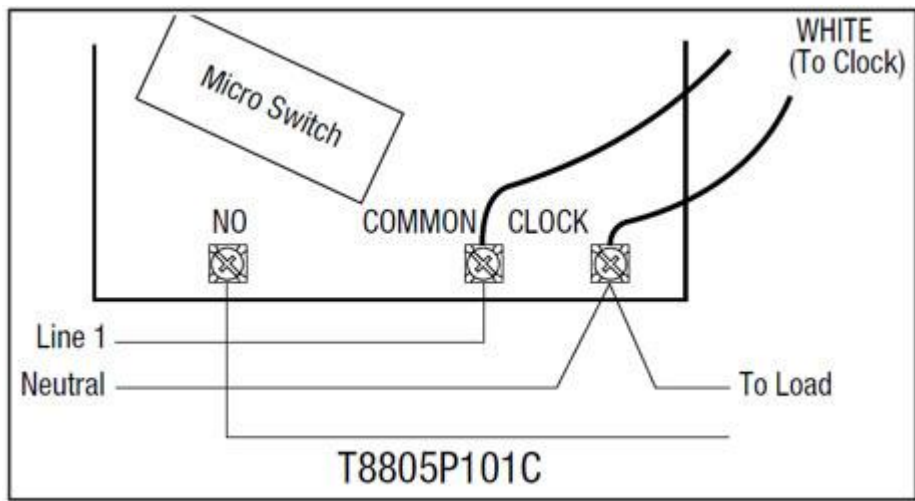 WHITE
(To Clock)
Micro Switch
NO COMMON CLOCK
Line 1
Neutral To Load
T8805P101C